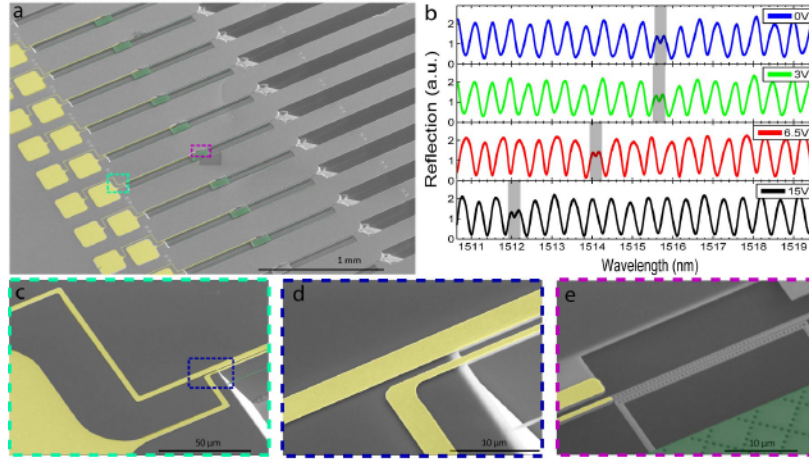 a
1 mm
b
Reflection (a.u.)
2
1
0
0V
2
1
0
3V
2
1
0
6.5V
2
1
0
15V
1511 1512 1513 1514 1515 1516 1517 1518 1519
Wavelength (nm)
c
50 µm
d
10 µm
e
10 µm